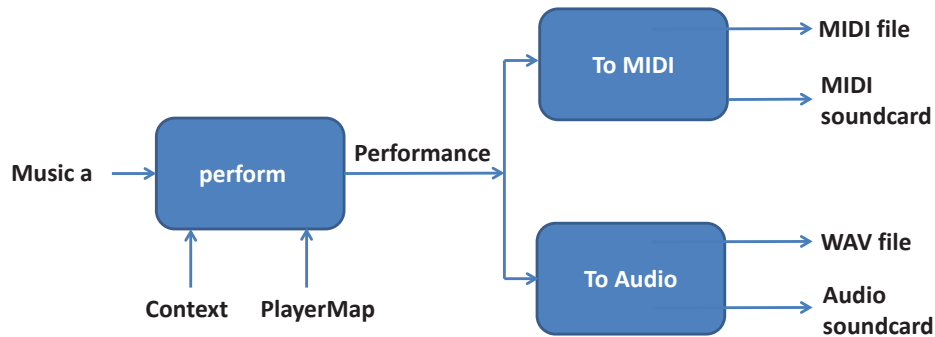 MIDI file
To MIDI
MIDI
soundcard
Performance
Music a
perform
WAV file
To Audio
Context
PlayerMap
Audio
soundcard